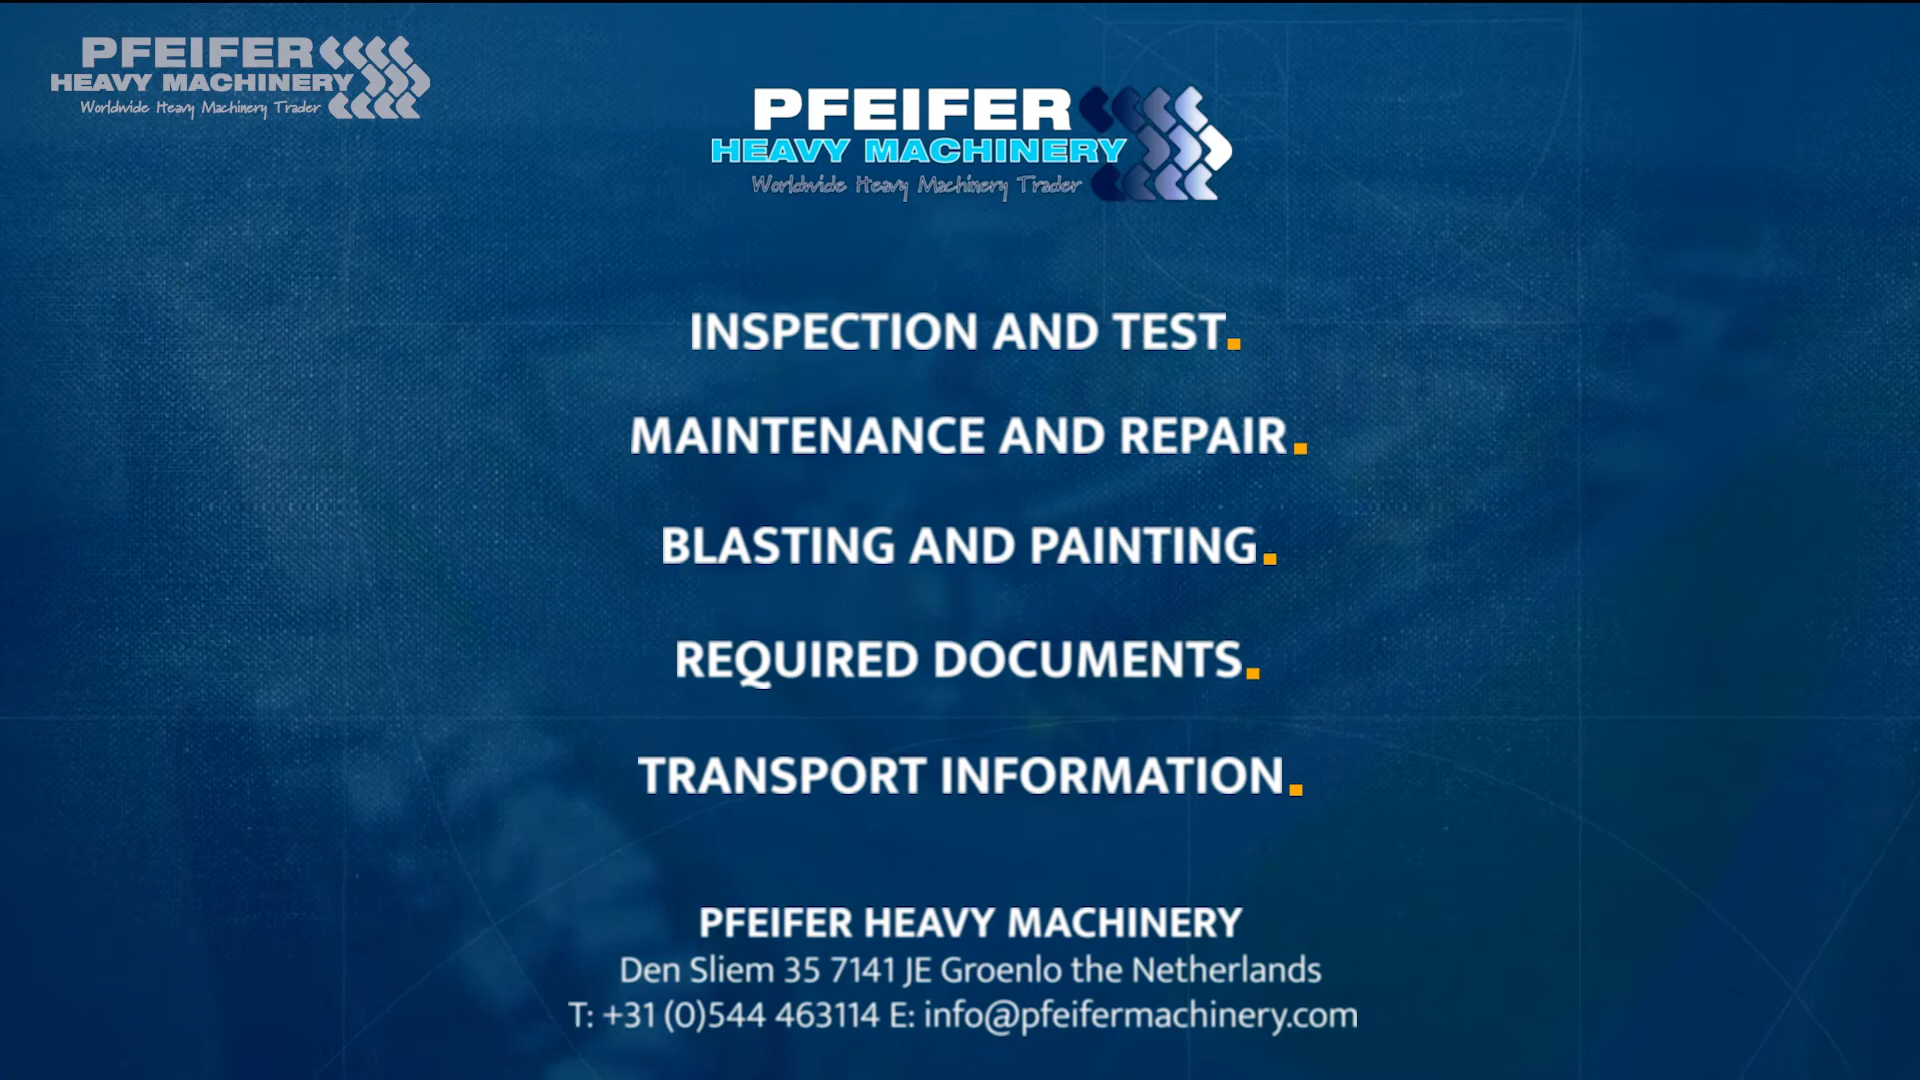 PFEIFER
HEAVY MACHINERY
Worldwide Heavy Machinery Trader
PFEIFER
HEAVY MACHINERY
Worldwide Heavy Machinery Trader
INSPECTION AND TEST.
MAINTENANCE AND REPAIR.
BLASTING AND PAINTING.
REQUIRED DOCUMENTS.
TRANSPORT INFORMATION.
PFEIFER HEAVY MACHINERY
Den Sliem 35 7141 JE Groenlo the Netherlands
T: +31 (0)544 463114 E: info@pfeifermachinery.com